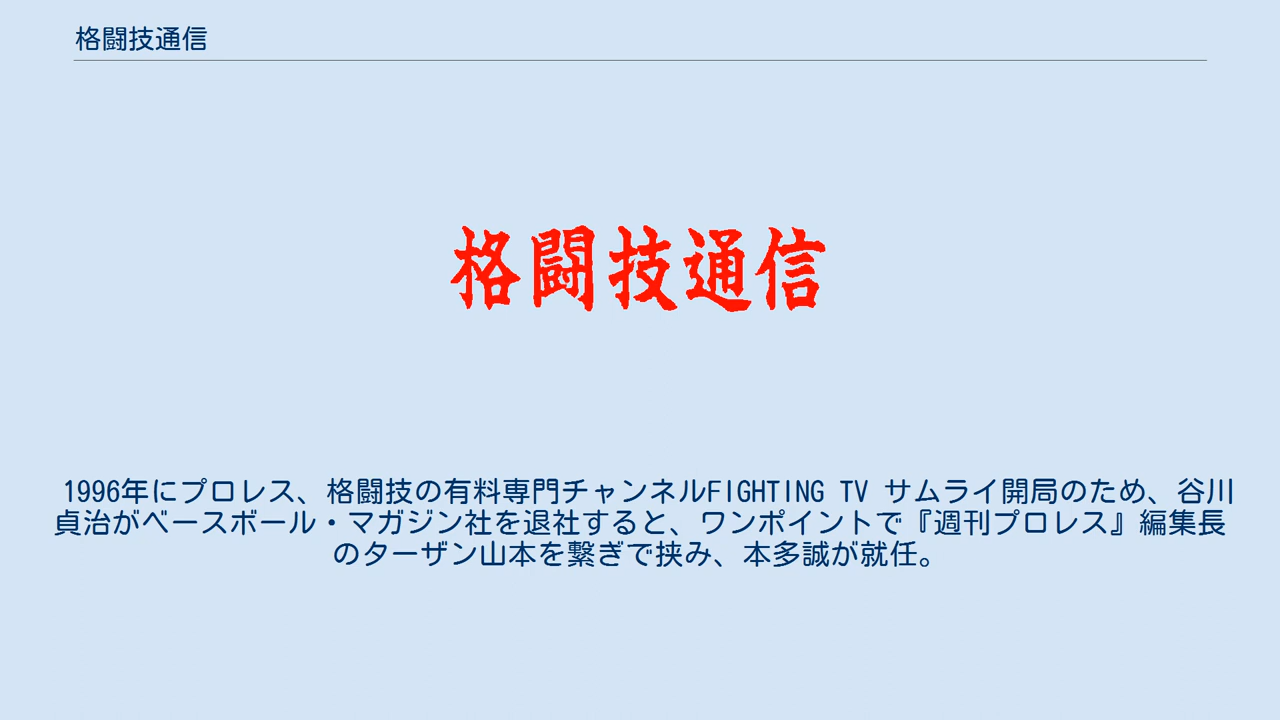 格闘技通信
格闘技通信
1996年にプロレス、格闘技の有料専門チャンネルFIGHTING TV サムライ開局のため、谷川
貞治がベースボール・マガジン社を退社すると、ワンポイントで『週刊プロレス』編集長
のターザン山本を繋ぎで挟み、本多誠が就任。